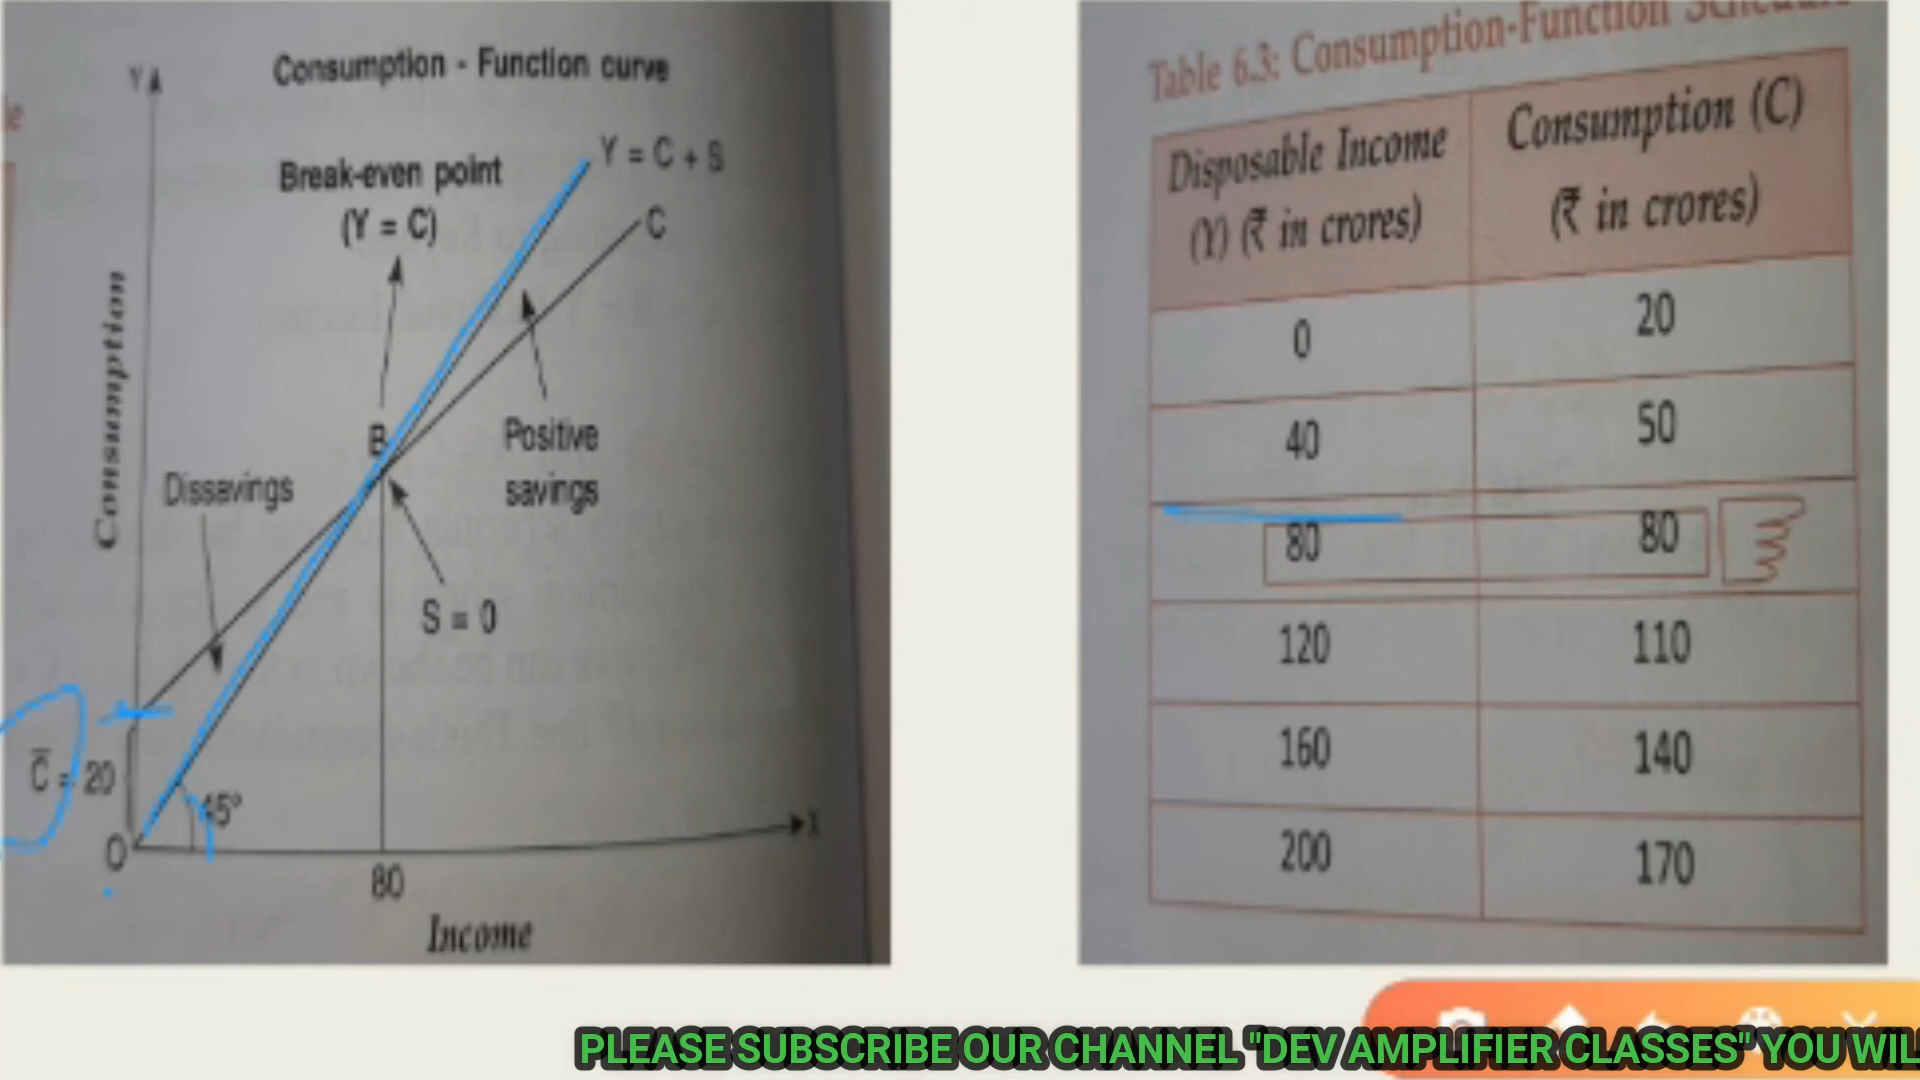 Consumption - Function curve
Y
Y = C + S
Break-even point
(Y = C)
C
Consumption
B
Positive
savings
Dissavings
S = 0
C̅ = 20
45°
O
X
80
Income
le
Table 6.3: Consumption-Function Schedule
Disposable Income
(Y) (₹ in crores)
Consumption (C)
(₹ in crores)
0 20
40 50
80 80
120 110
160 140
200 170
PLEASE SUBSCRIBE OUR CHANNEL "DEV AMPLIFIER CLASSES" YOU WIL